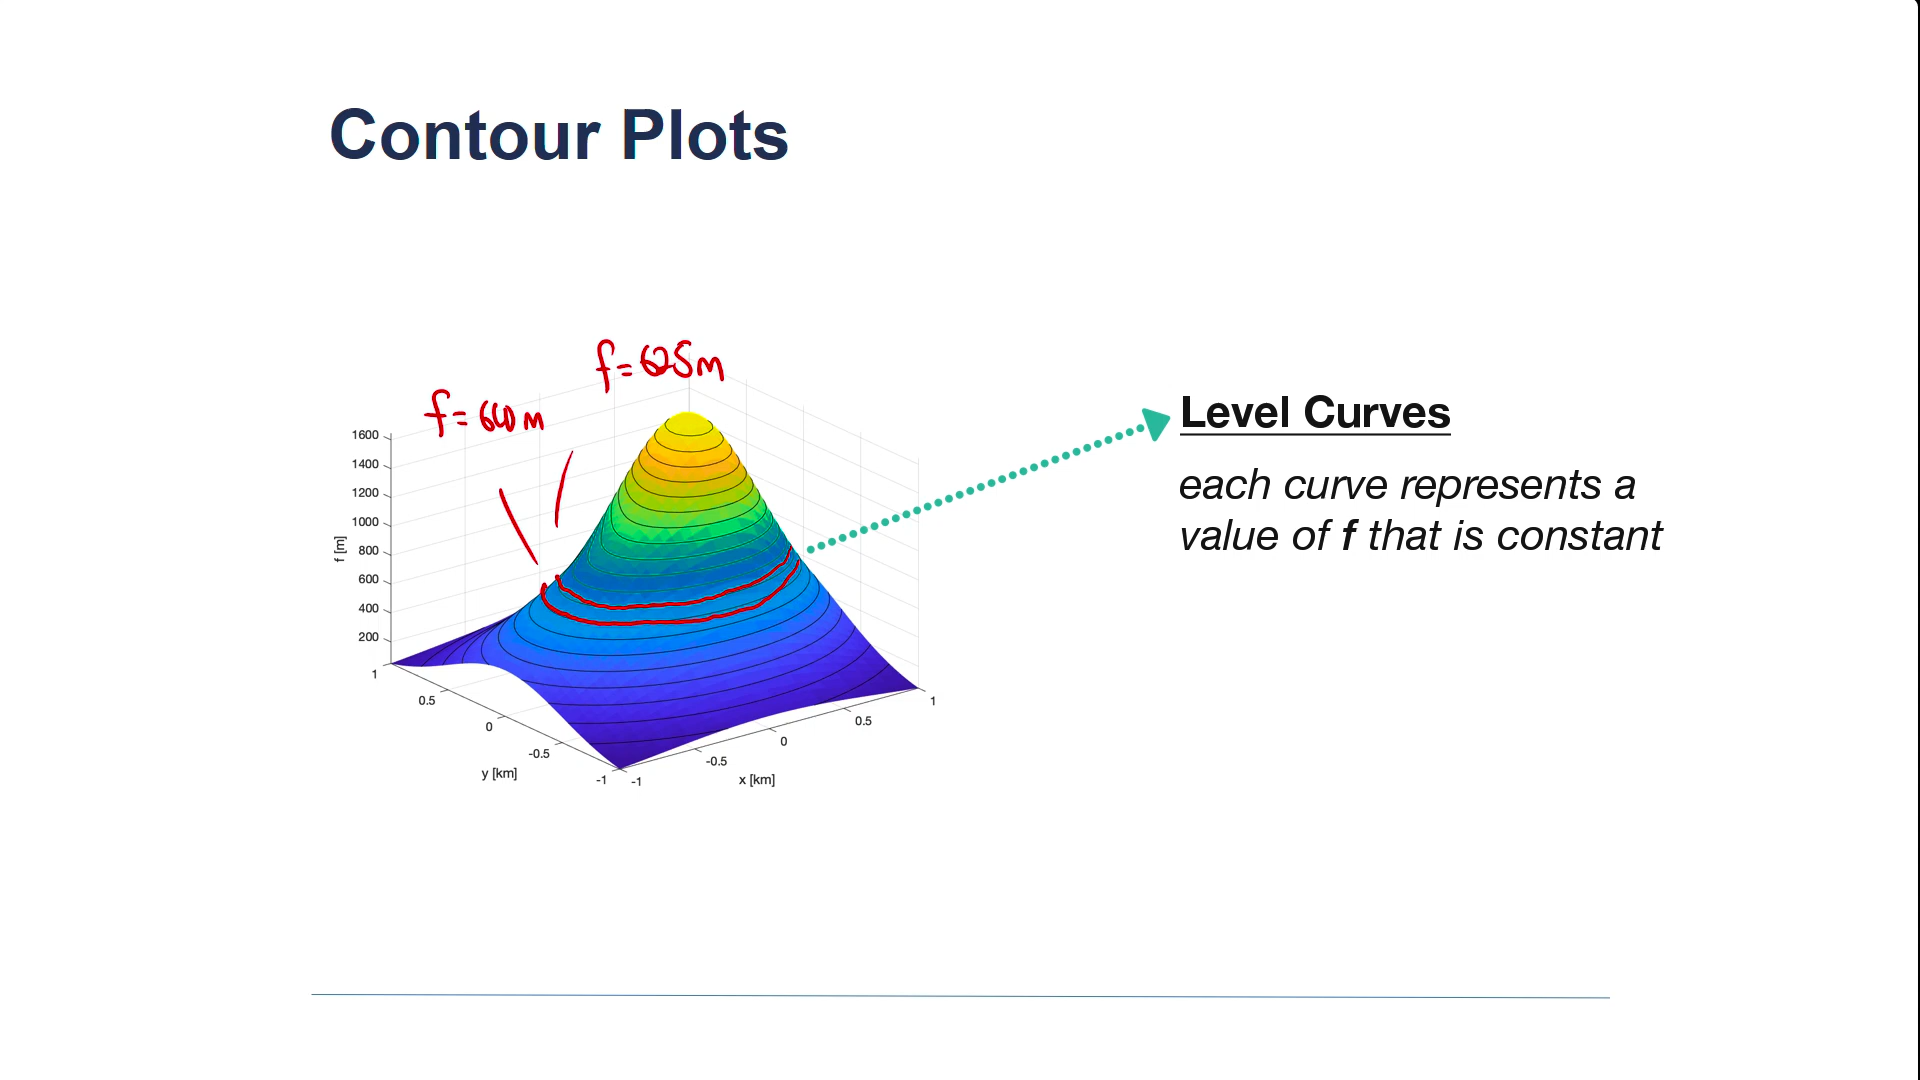 Contour Plots
f = 625m
f = 600 m
Level Curves
each curve represents a
value of f that is constant
1600
1400
1200
1000
800
600
400
200
f [m]
1
0.5
0
-0.5
-1
y [km]
-1
-0.5
0
0.5
1
x [km]